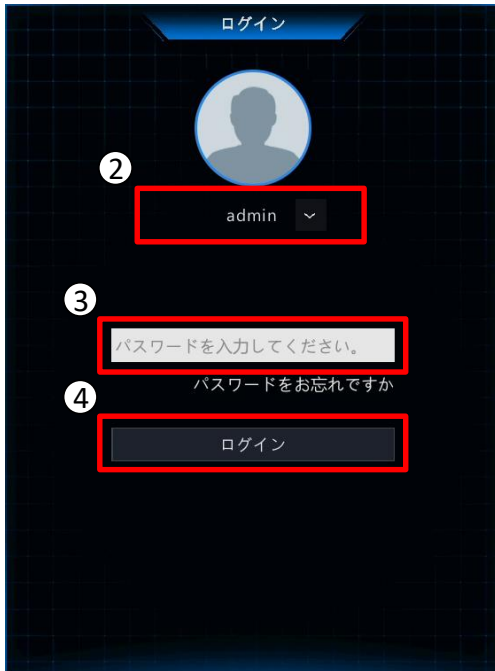 ログイン
②
admin
③
パスワードを入力してください。
パスワードをお忘れですか
④
ログイン